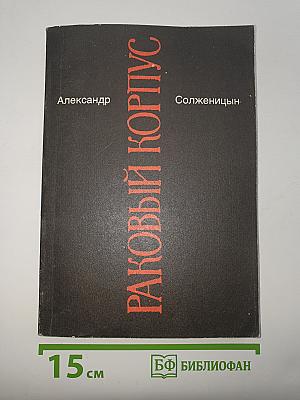 Александр
Солженицын
РАКОВЫЙ КОРПУС
15 см
БФ БИБЛИОФАН